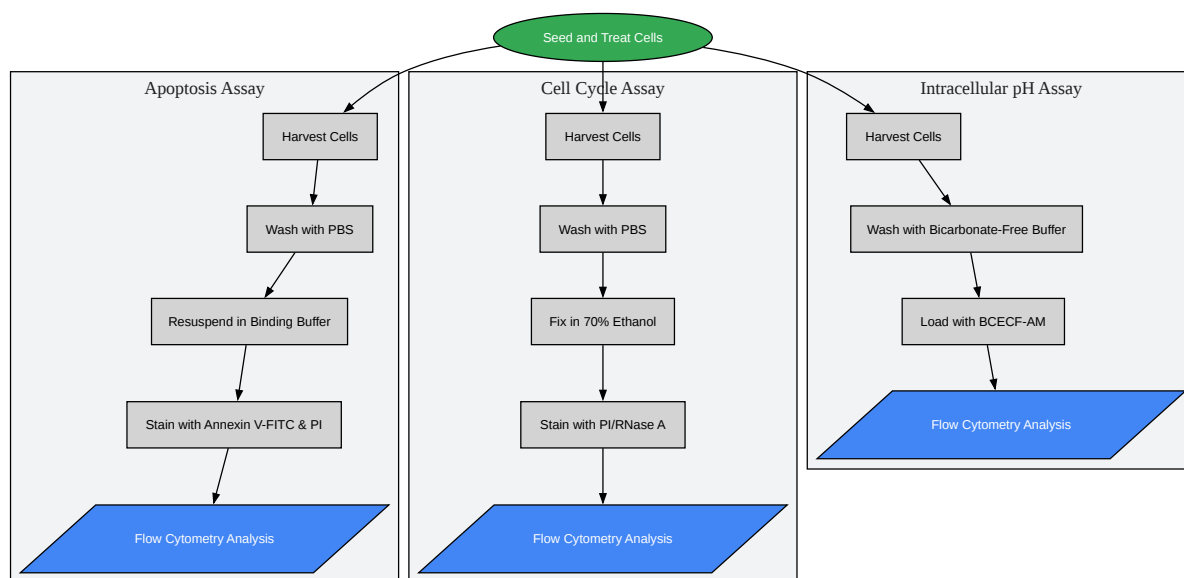 Seed and Treat Cells
Apoptosis Assay
Harvest Cells
Wash with PBS
Resuspend in Binding Buffer
Stain with Annexin V-FITC & PI
Flow Cytometry Analysis
Cell Cycle Assay
Harvest Cells
Wash with PBS
Fix in 70% Ethanol
Stain with PI/RNase A
Flow Cytometry Analysis
Intracellular pH Assay
Harvest Cells
Wash with Bicarbonate-Free Buffer
Load with BCECF-AM
Flow Cytometry Analysis